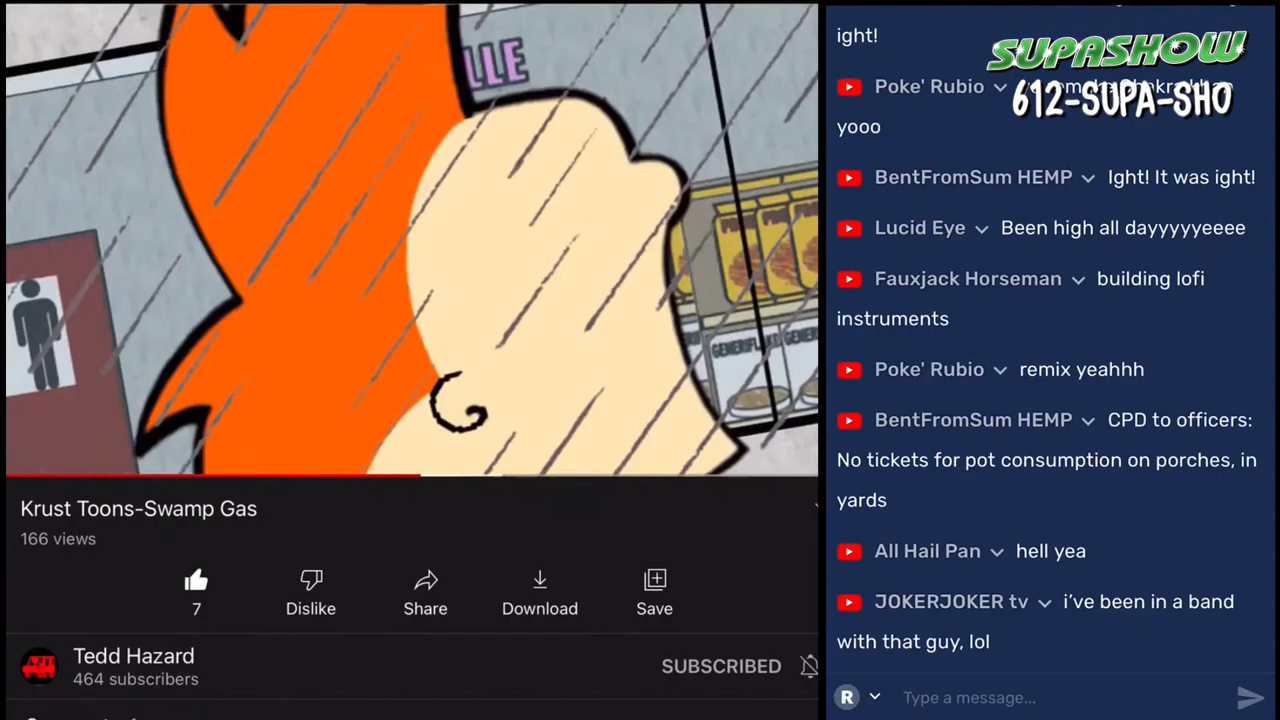 LLE
GENERIFLAKES
Krust Toons-Swamp Gas
166 views
7
Dislike
Share
Download
Save
Tedd Hazard
464 subscribers
SUBSCRIBED
SUPASHOW
612-SUPA-SHO
ight!
Poke' Rubio
yooo
BentFromSum HEMP Ight! It was ight!
Lucid Eye Been high all dayyyyyeeee
Fauxjack Horseman building lofi
instruments
Poke' Rubio remix yeahhh
BentFromSum HEMP CPD to officers:
No tickets for pot consumption on porches, in
yards
All Hail Pan hell yea
JOKERJOKER tv i've been in a band
with that guy, lol
R
Type a message...